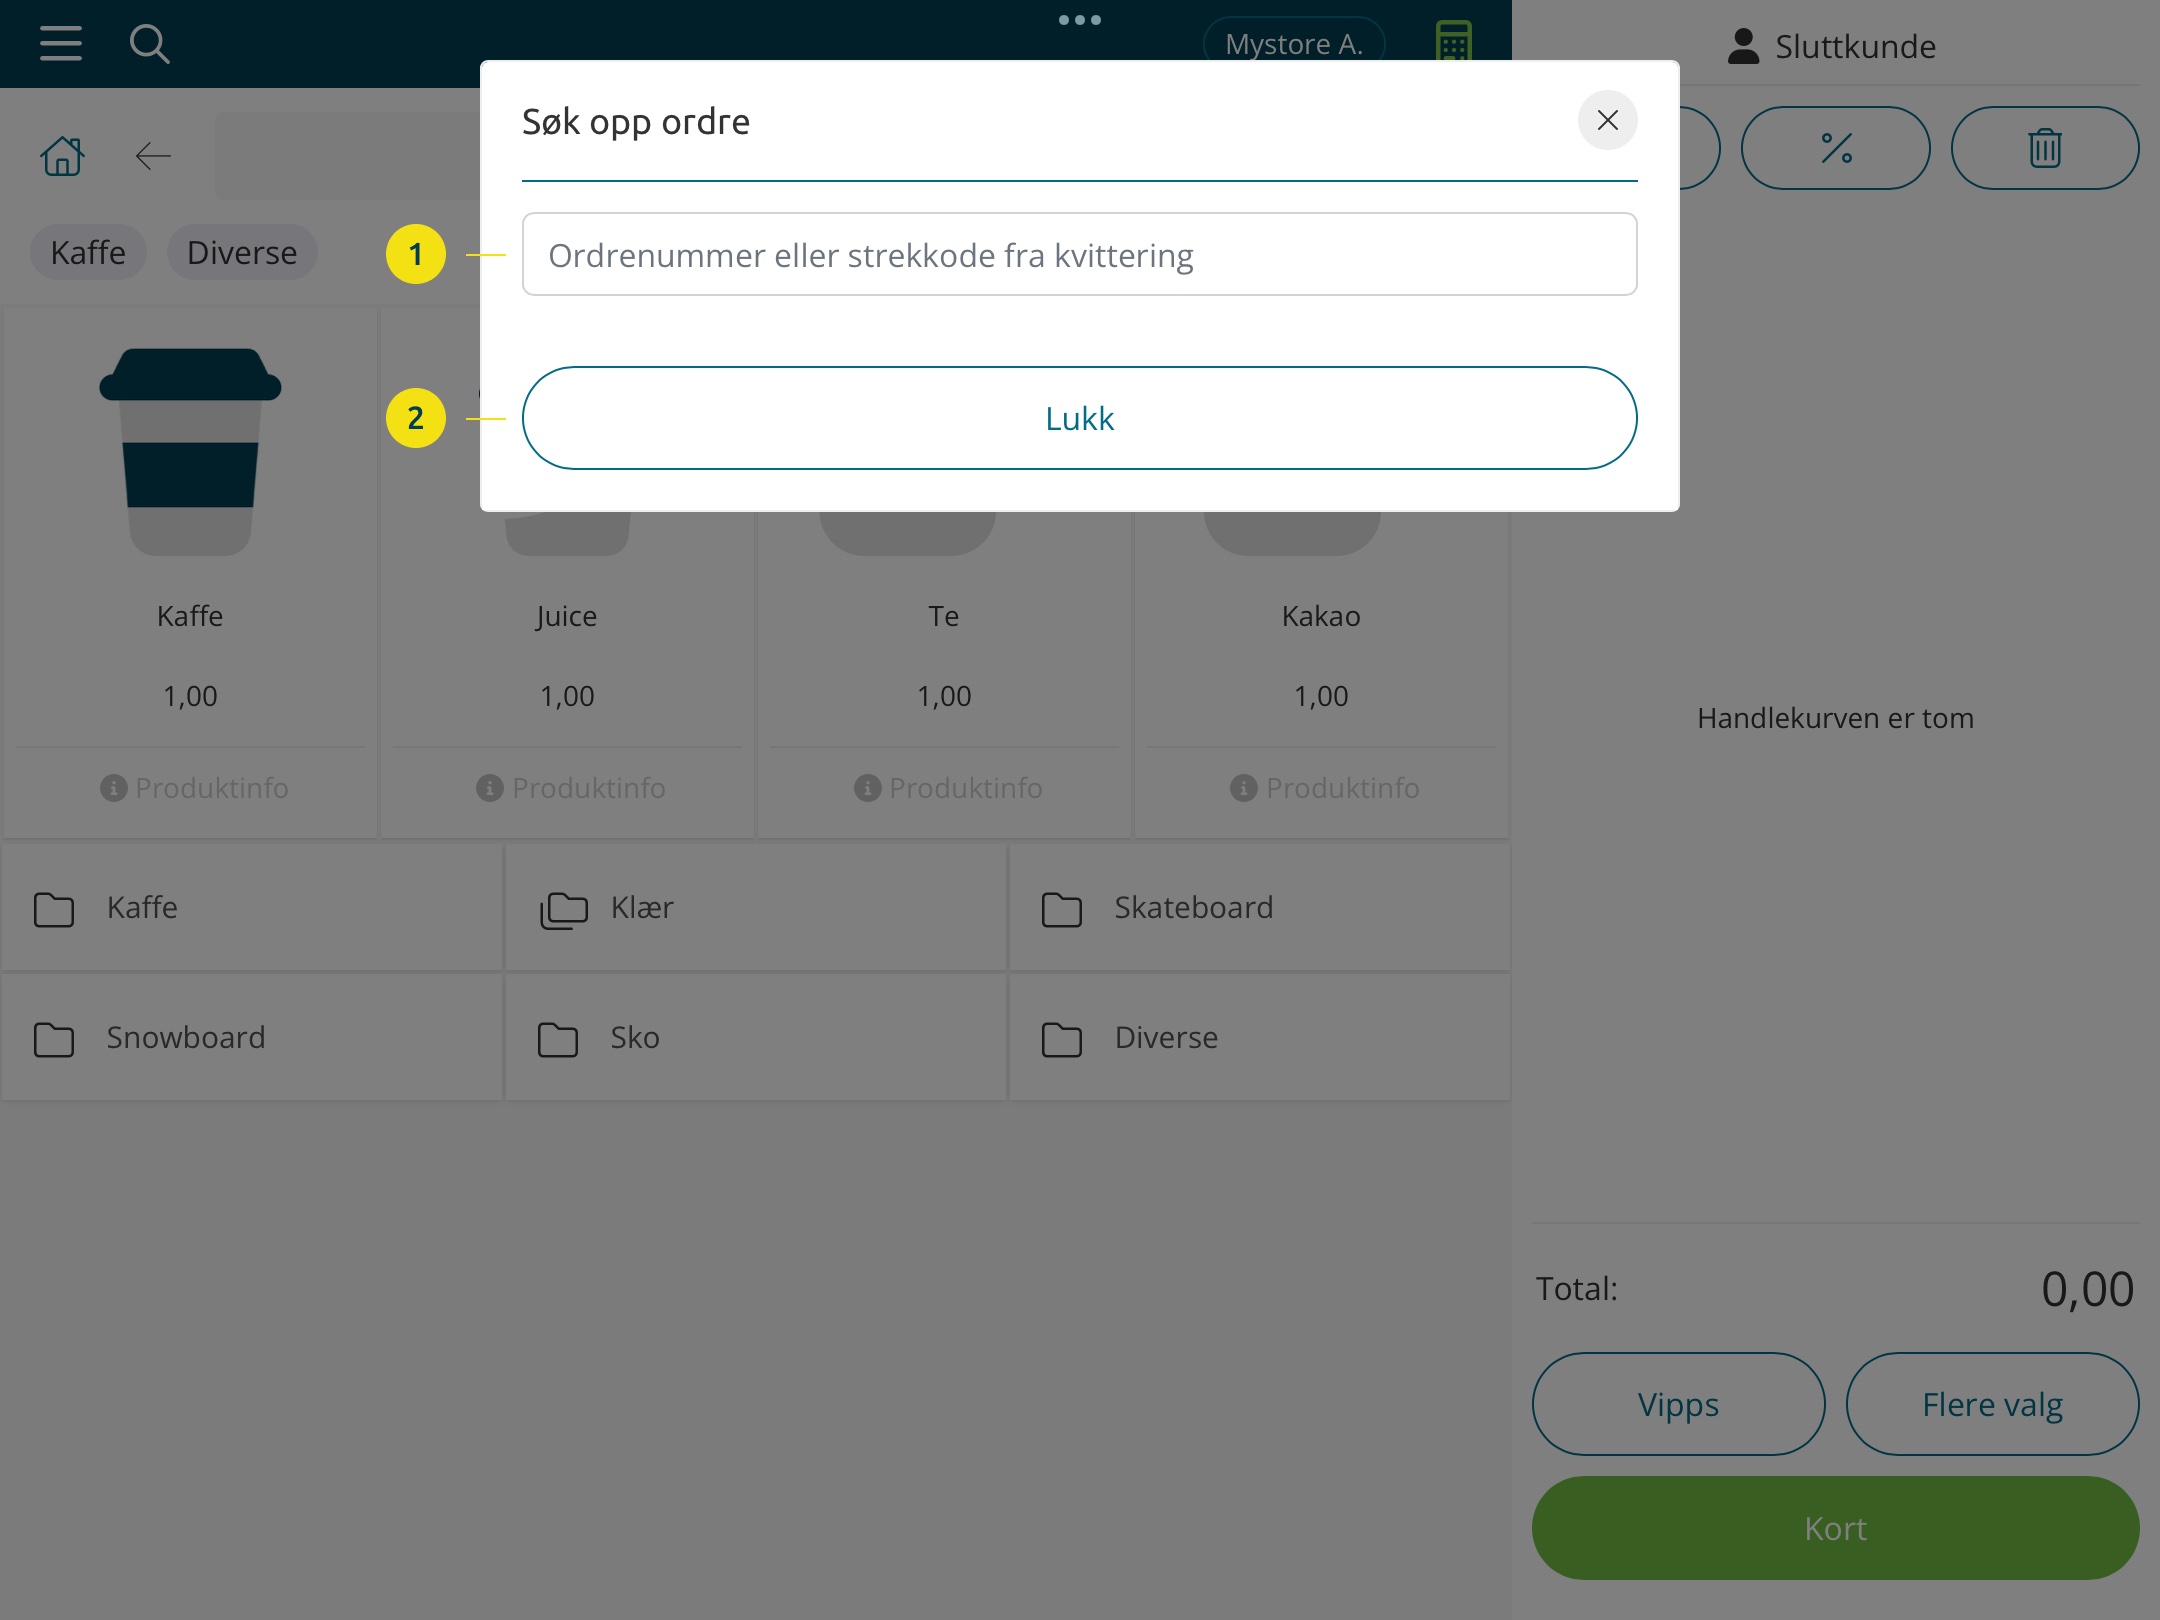 Mystore A.
Sluttkunde
Søk opp ordre
Kaffe
Diverse
1
Ordrenummer eller strekkode fra kvittering
2
Lukk
Kaffe
Juice
Te
Kakao
1,00
1,00
1,00
1,00
Handlekurven er tom
Produktinfo
Produktinfo
Produktinfo
Produktinfo
Kaffe
Klær
Skateboard
Snowboard
Sko
Diverse
Total:
0,00
Vipps
Flere valg
Kort